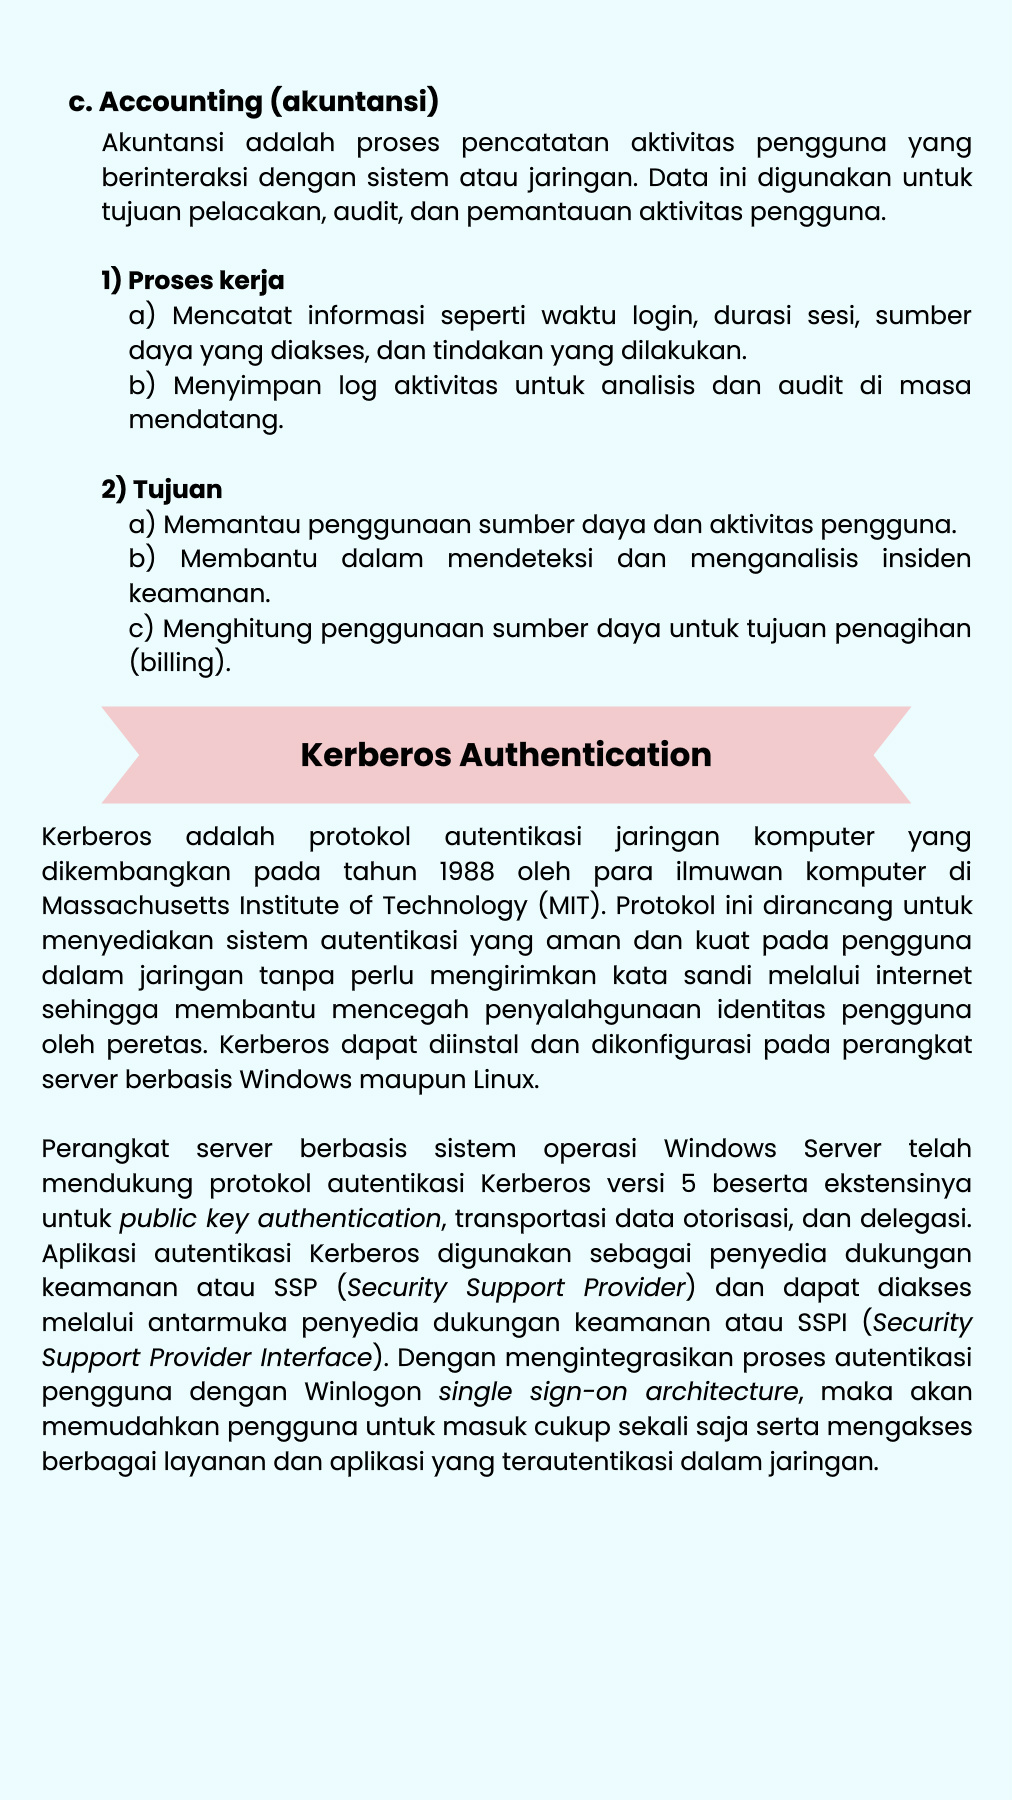 c. Accounting (akuntansi)
Akuntansi adalah proses pencatatan aktivitas pengguna yang
berinteraksi dengan sistem atau jaringan. Data ini digunakan untuk
tujuan pelacakan, audit, dan pemantauan aktivitas pengguna.
1) Proses kerja
a) Mencatat informasi seperti waktu login, durasi sesi, sumber
daya yang diakses, dan tindakan yang dilakukan.
b) Menyimpan log aktivitas untuk analisis dan audit di masa
mendatang.
2) Tujuan
a) Memantau penggunaan sumber daya dan aktivitas pengguna.
b) Membantu dalam mendeteksi dan menganalisis insiden
keamanan.
c) Menghitung penggunaan sumber daya untuk tujuan penagihan
(billing).
Kerberos Authentication
Kerberos adalah protokol autentikasi jaringan komputer yang
dikembangkan pada tahun 1988 oleh para ilmuwan komputer di
Massachusetts Institute of Technology (MIT). Protokol ini dirancang untuk
menyediakan sistem autentikasi yang aman dan kuat pada pengguna
dalam jaringan tanpa perlu mengirimkan kata sandi melalui internet
sehingga membantu mencegah penyalahgunaan identitas pengguna
oleh peretas. Kerberos dapat diinstal dan dikonfigurasi pada perangkat
server berbasis Windows maupun Linux.
Perangkat server berbasis sistem operasi Windows Server telah
mendukung protokol autentikasi Kerberos versi 5 beserta ekstensinya
untuk public key authentication, transportasi data otorisasi, dan delegasi.
Aplikasi autentikasi Kerberos digunakan sebagai penyedia dukungan
keamanan atau SSP (Security Support Provider) dan dapat diakses
melalui antarmuka penyedia dukungan keamanan atau SSPI (Security
Support Provider Interface). Dengan mengintegrasikan proses autentikasi
pengguna dengan Winlogon single sign-on architecture, maka akan
memudahkan pengguna untuk masuk cukup sekali saja serta mengakses
berbagai layanan dan aplikasi yang terautentikasi dalam jaringan.